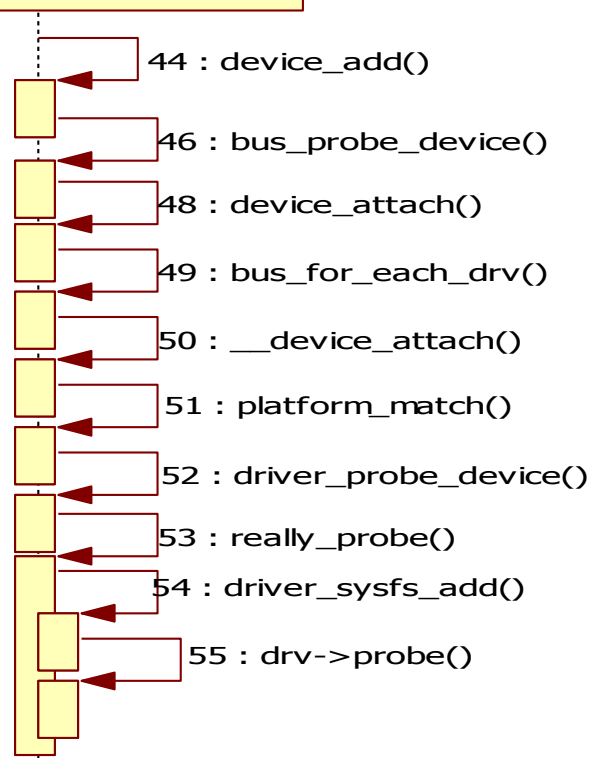 44 : device_add()
46 : bus_probe_device()
48 : device_attach()
49 : bus_for_each_drv()
50 : __device_attach()
51 : platform_match()
52 : driver_probe_device()
53 : really_probe()
54 : driver_sysfs_add()
55 : drv->probe()